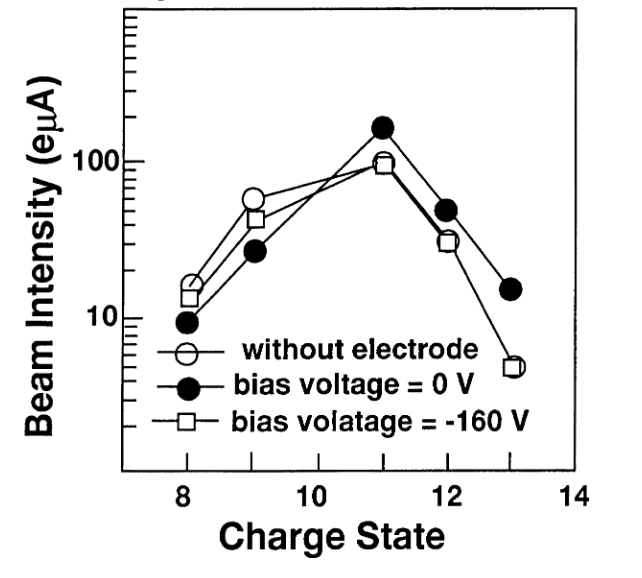 Beam Intensity (eμA)
100
10
without electrode
bias voltage = 0 V
bias volatage = -160 V
8
10
12
14
Charge State